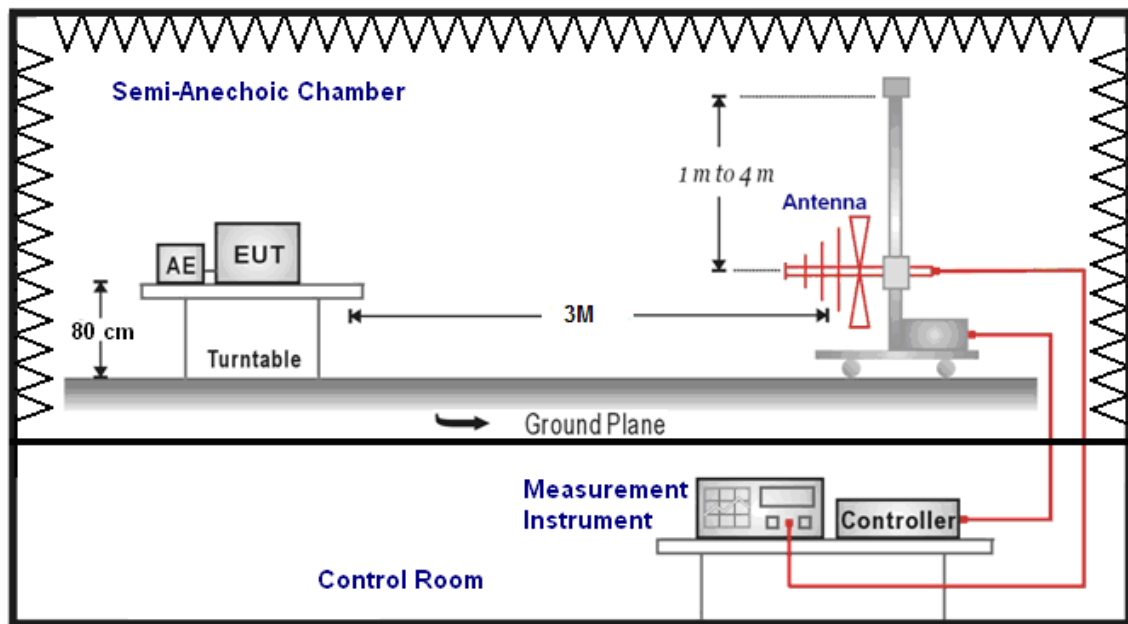 Semi-Anechoic Chamber
1 m to 4 m
Antenna
AE
EUT
80 cm
3M
Turntable
Ground Plane
Measurement
Instrument
Controller
Control Room